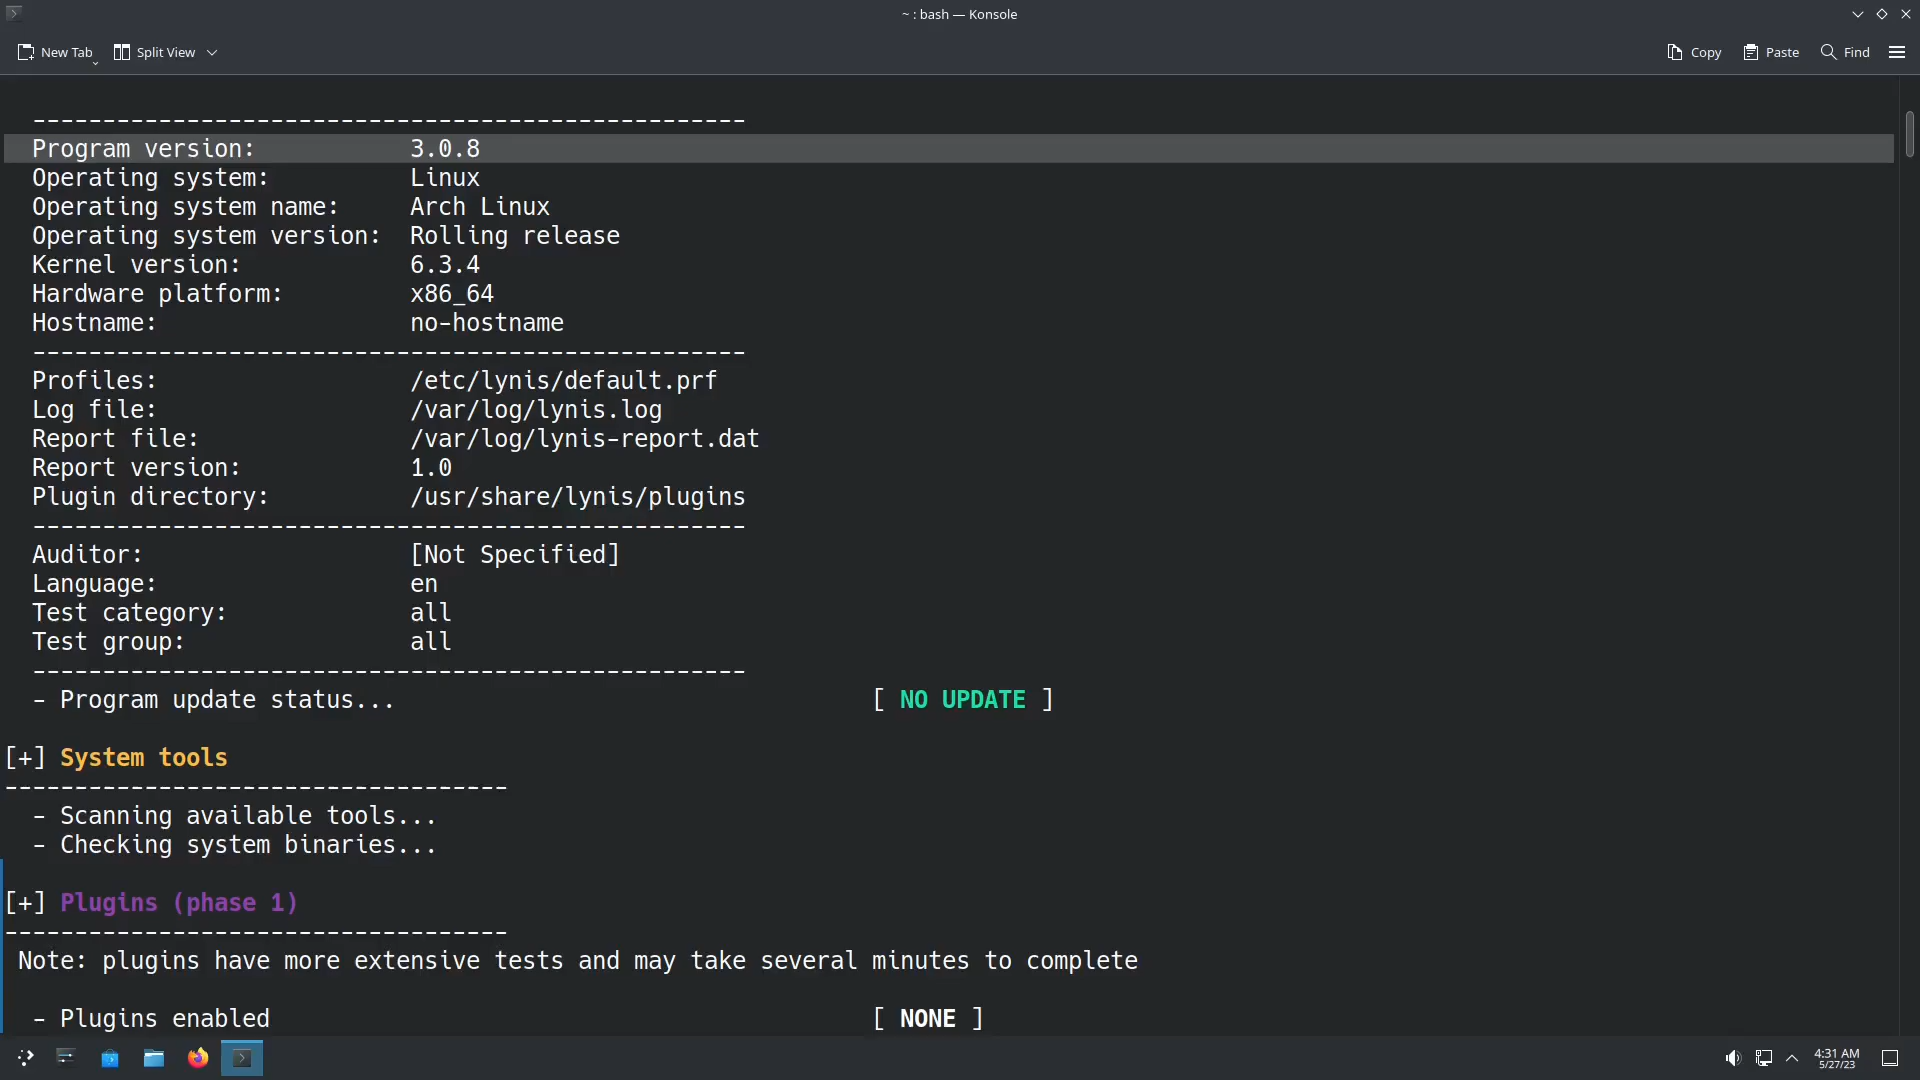 ~ : bash — Konsole
New Tab Split View Copy Paste Find
---------------------------------------------------
Program version: 3.0.8
Operating system: Linux
Operating system name: Arch Linux
Operating system version: Rolling release
Kernel version: 6.3.4
Hardware platform: x86_64
Hostname: no-hostname
---------------------------------------------------
Profiles: /etc/lynis/default.prf
Log file: /var/log/lynis.log
Report file: /var/log/lynis-report.dat
Report version: 1.0
Plugin directory: /usr/share/lynis/plugins
---------------------------------------------------
Auditor: [Not Specified]
Language: en
Test category: all
Test group: all
---------------------------------------------------
- Program update status... [ NO UPDATE ]
[+] System tools
------------------------------------
- Scanning available tools...
- Checking system binaries...
[+] Plugins (phase 1)
------------------------------------
Note: plugins have more extensive tests and may take several minutes to complete
- Plugins enabled [ NONE ]
4:31 AM
5/27/23